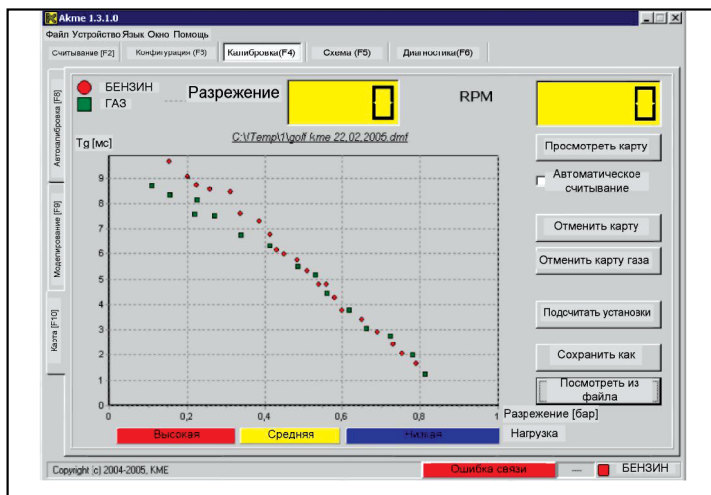 Akme 1.3.1.0
Файл Устройство Язык Окно Помощь
Считывание [F2] Конфигурация (F3) Калибровка(F4) Схема (F5) Диагностика(F6)
Автокалибровка [F8]
Моделирование [F9]
Карта [F10]
БЕНЗИН
ГАЗ
Разрежение 0
RPM 0
C:\!Temp\1\golf kme 22.02.2005.dmf
Tg [мс]
9
8
7
6
5
4
3
2
1
0
0 0,2 0,4 0,6 0,8 1
Разрежение [бар]
Высокая Средняя Низкая Нагрузка
Просмотреть карту
Автоматическое
считывание
Отменить карту
Отменить карту газа
Подсчитать установки
Сохранить как
Посмотреть из
файла
Copyright (c) 2004-2005, KME Ошибка связи ---- БЕНЗИН